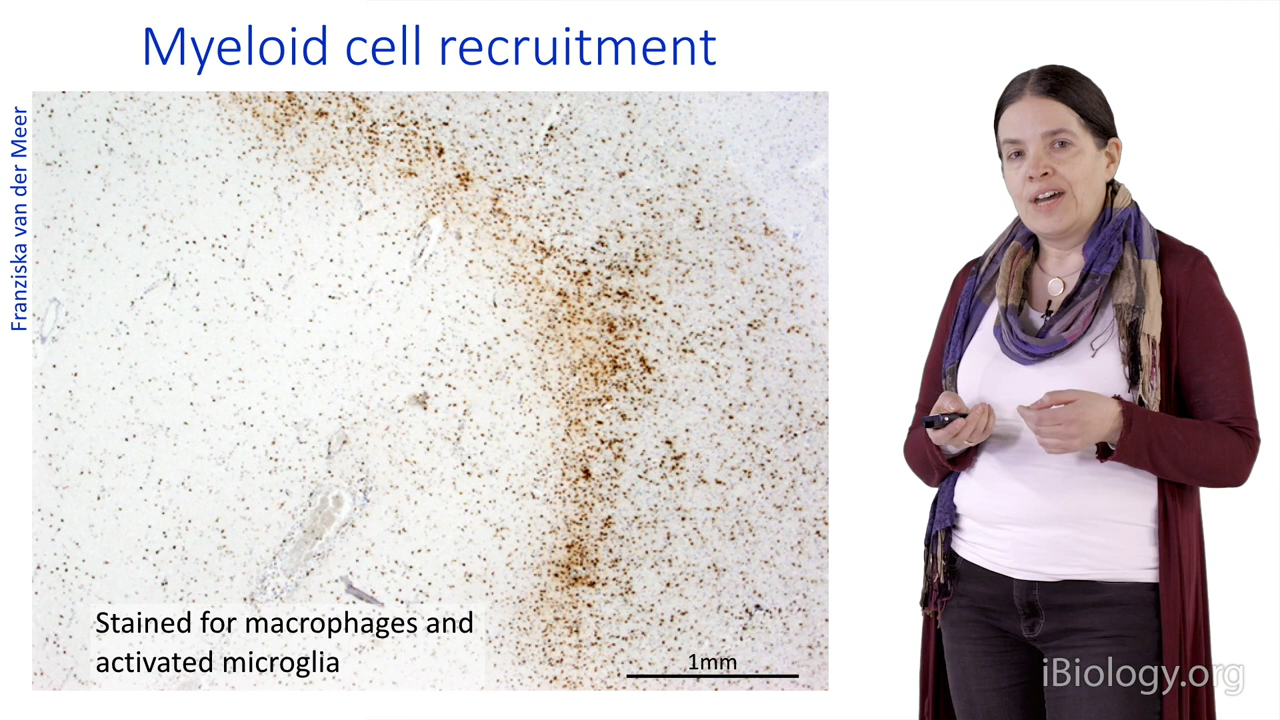 Myeloid cell recruitment
Franziska van der Meer
Stained for macrophages and
activated microglia
1mm
iBiology.org